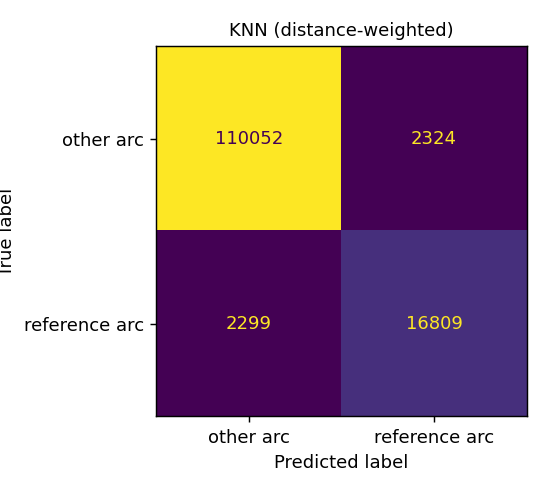 KNN (distance-weighted)
True label
other arc
110052
2324
reference arc
2299
16809
other arc
reference arc
Predicted label